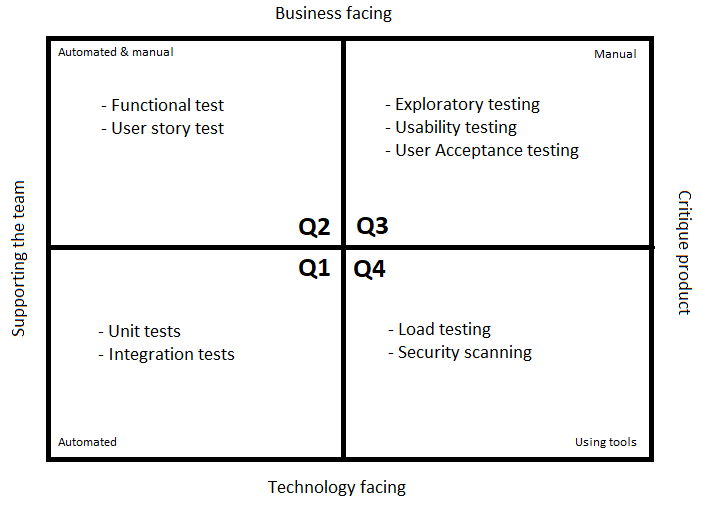 Business facing
Automated & manual
- Functional test
- User story test
Q2
Manual
- Exploratory testing
- Usability testing
- User Acceptance testing
Q3
Supporting the team
Critique product
Q1
- Unit tests
- Integration tests
Automated
Q4
- Load testing
- Security scanning
Using tools
Technology facing